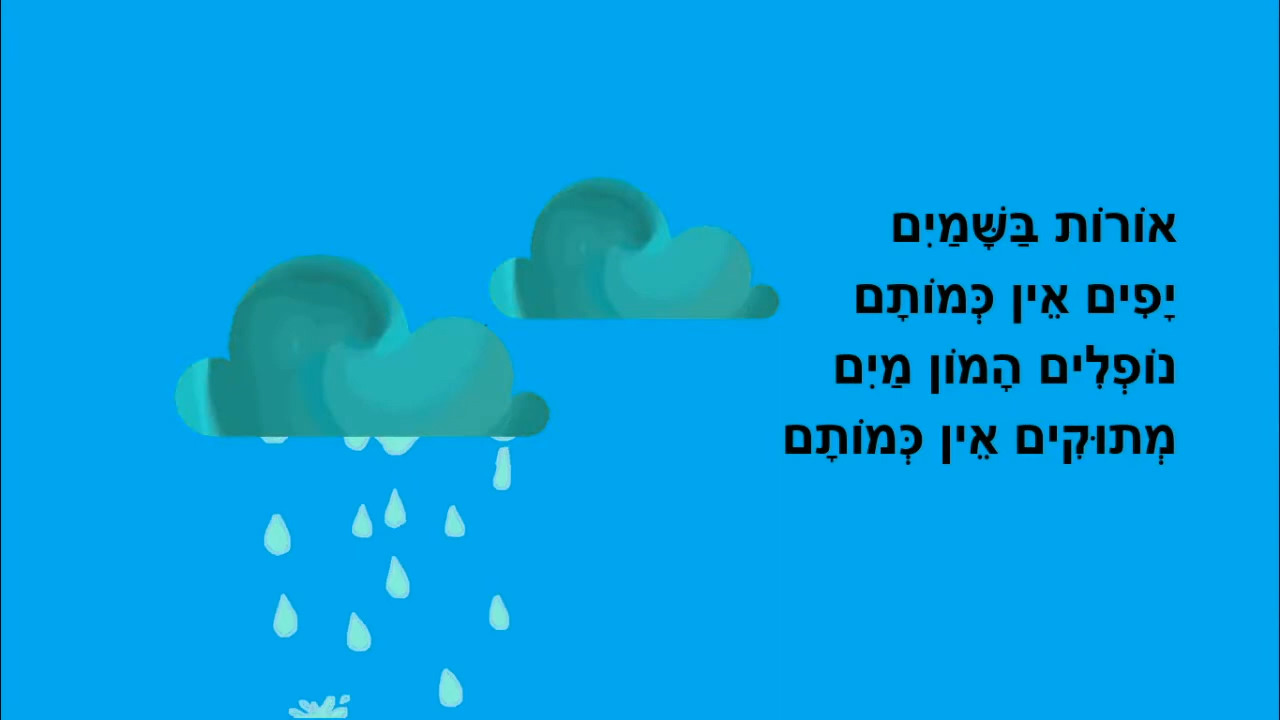 אוֹרוֹת בַּשָּׁמַיִם
יָפִים אֵין כְּמוֹתָם
נוֹפְלִים הָמוֹן מַיִם
מְתוּקִים אֵין כְּמוֹתָם